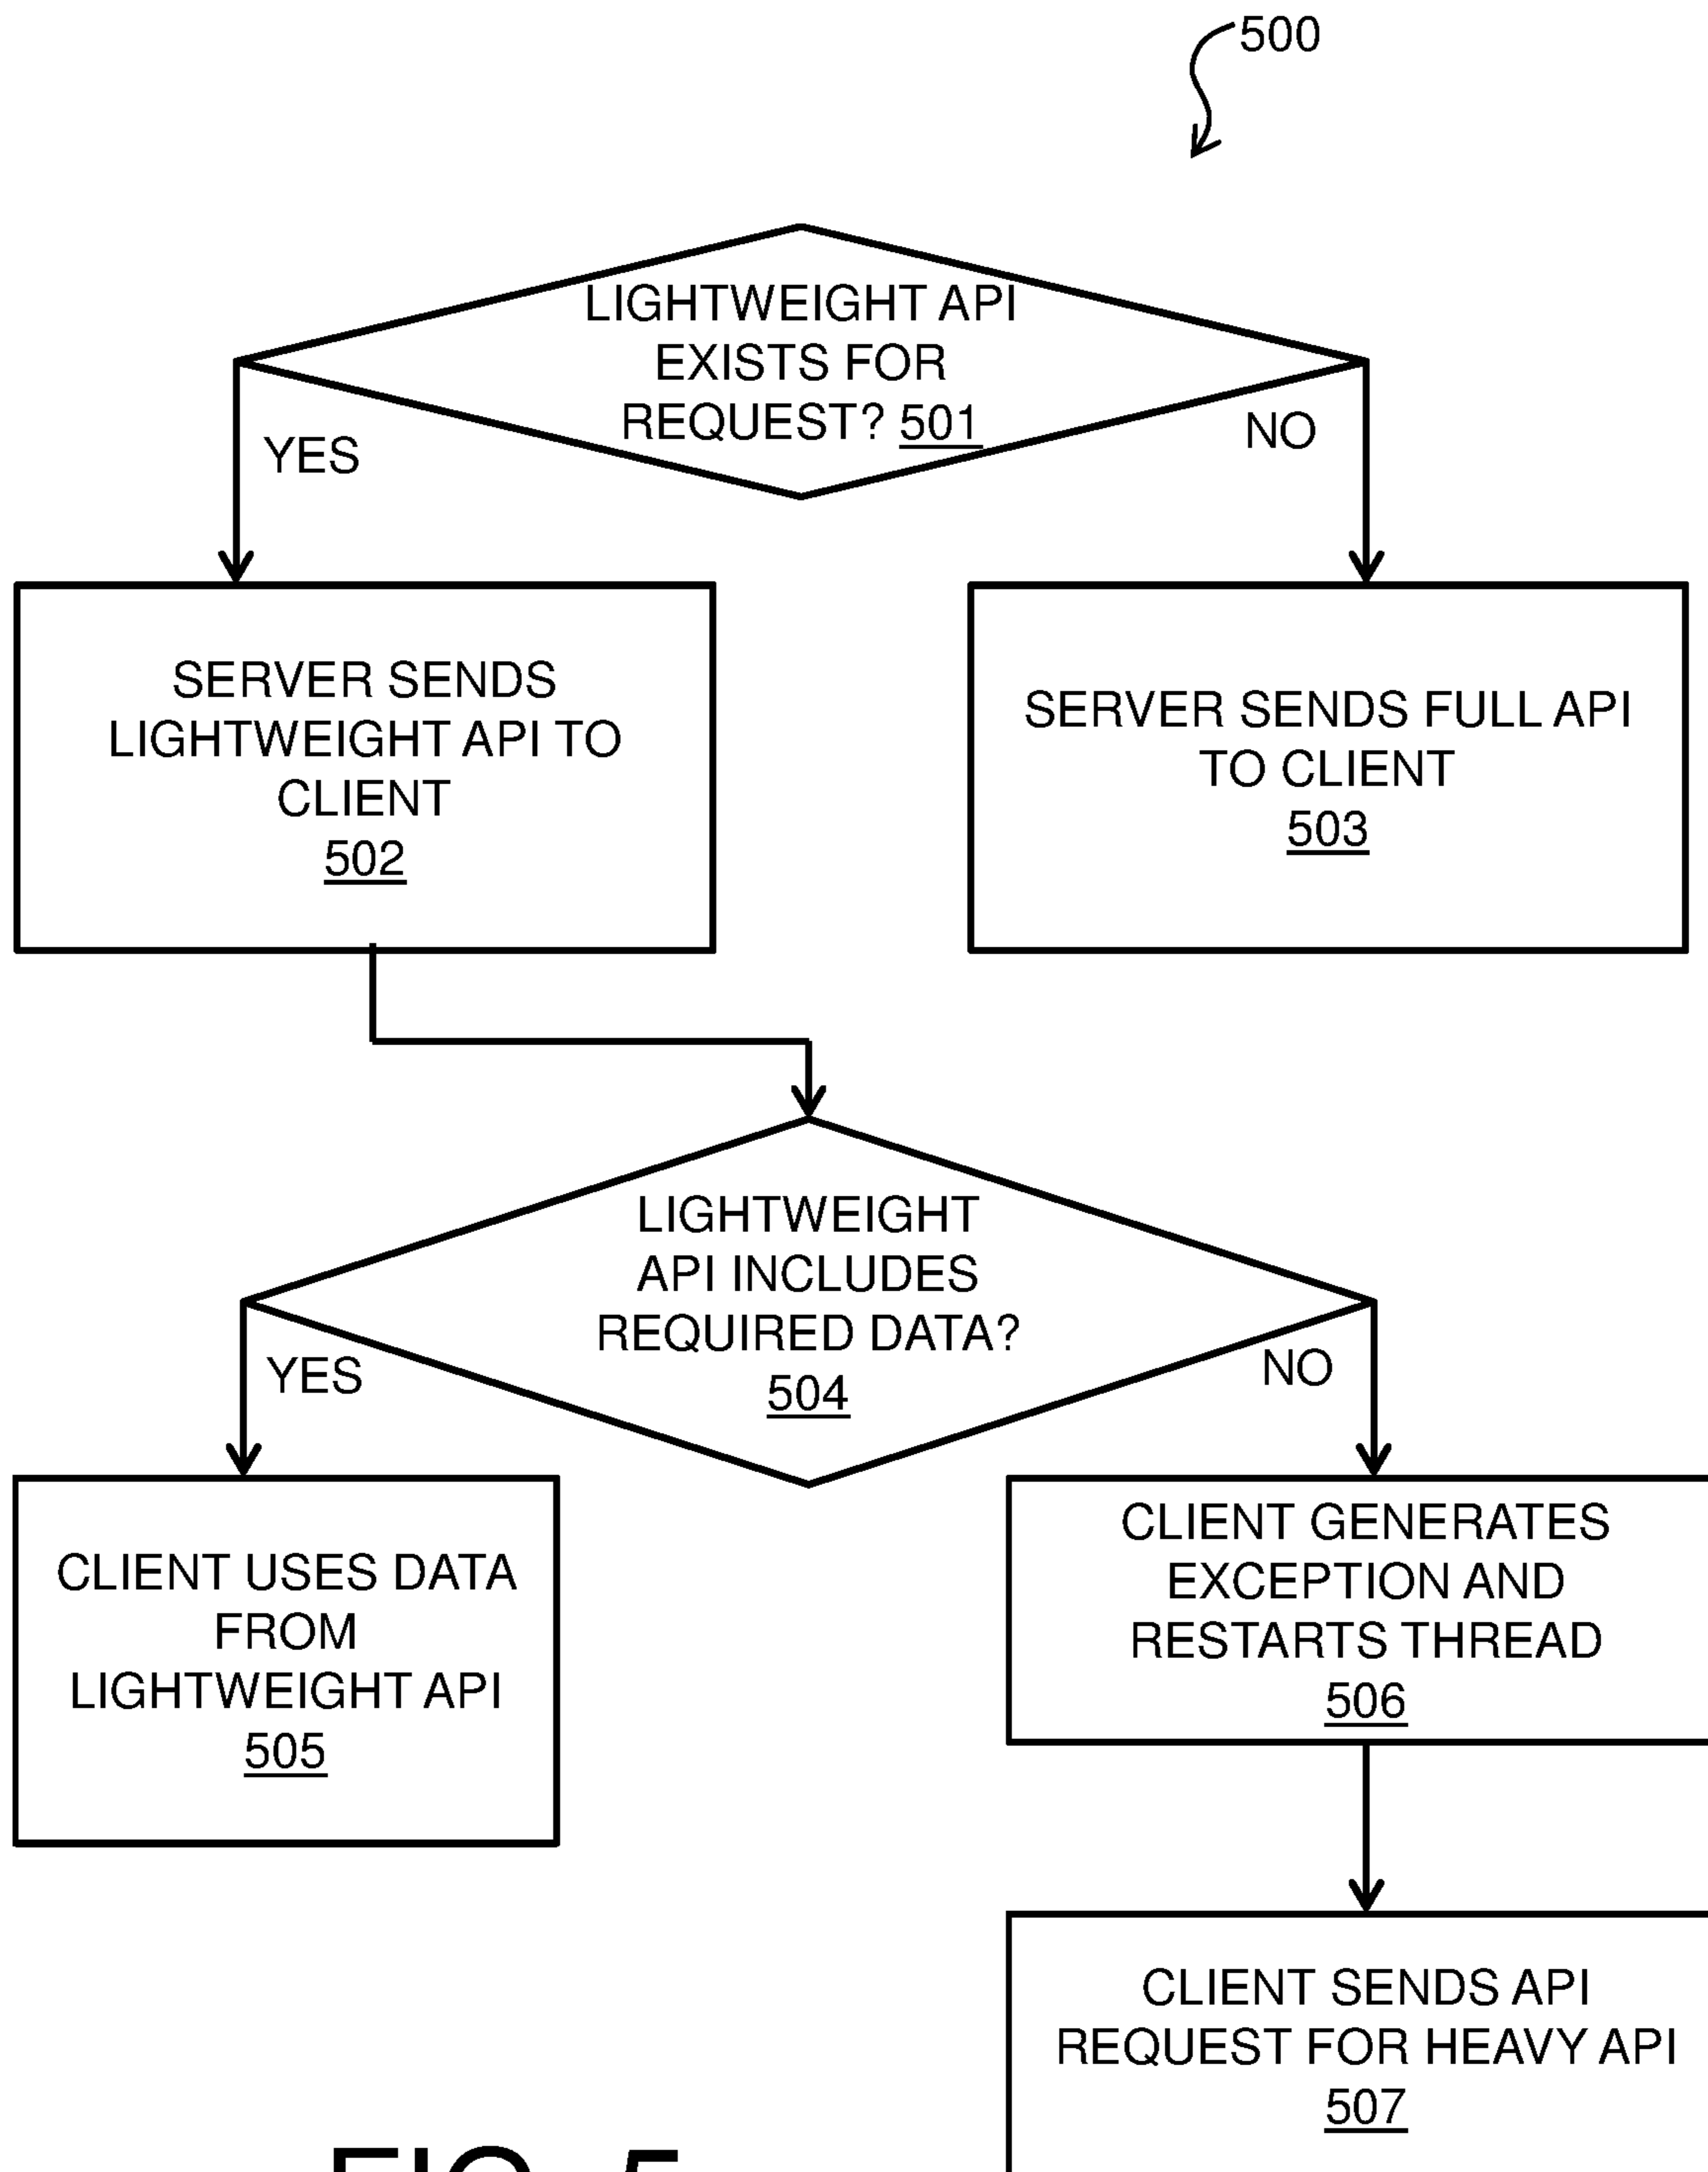 500
LIGHTWEIGHT API
EXISTS FOR
REQUEST? 501
YES
NO
SERVER SENDS
LIGHTWEIGHT API TO
CLIENT
502
SERVER SENDS FULL API
TO CLIENT
503
LIGHTWEIGHT
API INCLUDES
REQUIRED DATA?
504
YES
NO
CLIENT USES DATA
FROM
LIGHTWEIGHT API
505
CLIENT GENERATES
EXCEPTION AND
RESTARTS THREAD
506
CLIENT SENDS API
REQUEST FOR HEAVY API
507
FIG. 5